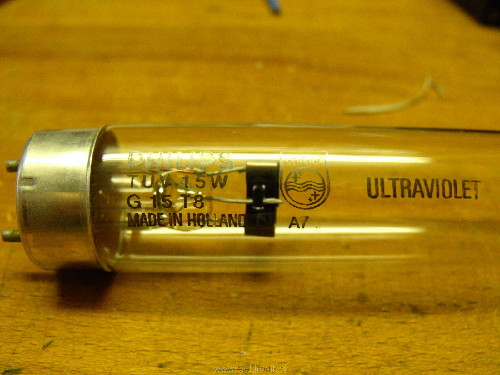 PHILIPS
TUV 15W
G 15 T8
MADE IN HOLLAND
A7
ULTRAVIOLET